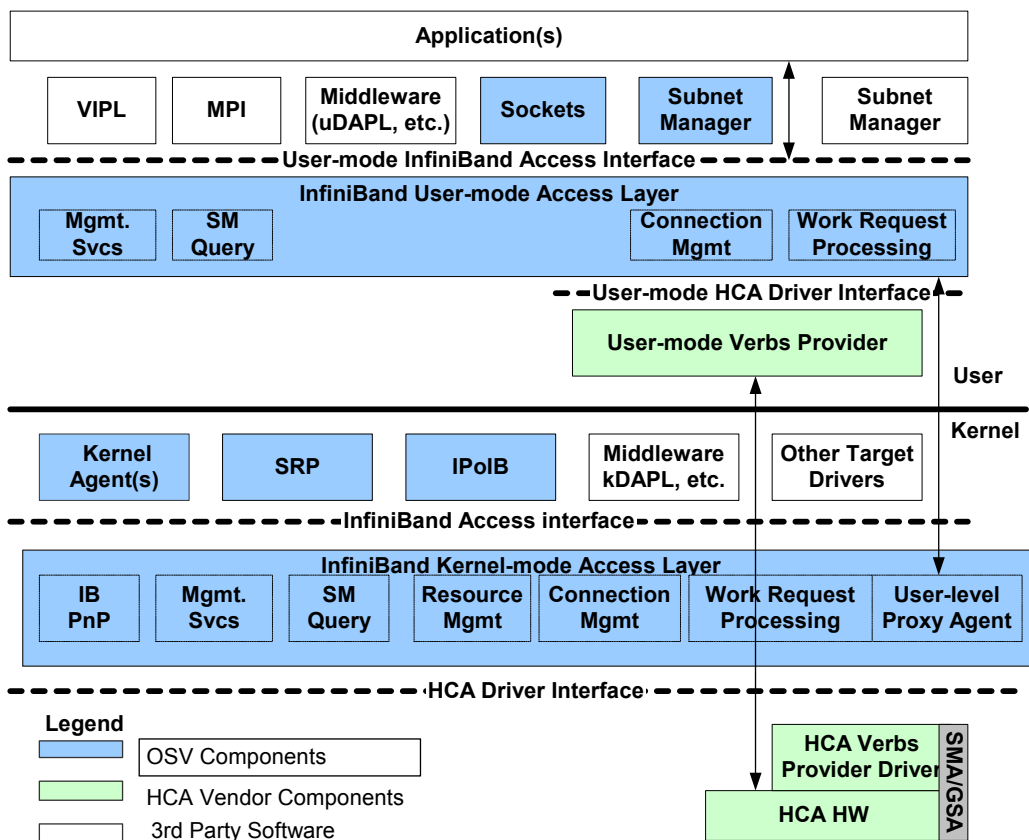 Application(s)
VIPL
MPI
Middleware
(uDAPL, etc.)
Sockets
Subnet
Manager
Subnet
Manager
User-mode InfiniBand Access Interface
InfiniBand User-mode Access Layer
Mgmt.
Svcs
SM
Query
Connection
Mgmt
Work Request
Processing
User-mode HCA Driver Interface
User-mode Verbs Provider
User
Kernel
Kernel
Agent(s)
SRP
IPoIB
Middleware
kDAPL, etc.
Other Target
Drivers
InfiniBand Access interface
InfiniBand Kernel-mode Access Layer
IB
PnP
Mgmt.
Svcs
SM
Query
Resource
Mgmt
Connection
Mgmt
Work Request
Processing
User-level
Proxy Agent
HCA Driver Interface
Legend
OSV Components
HCA Vendor Components
3rd Party Software
HCA Verbs
Provider Driver
HCA HW
SMA/GSA